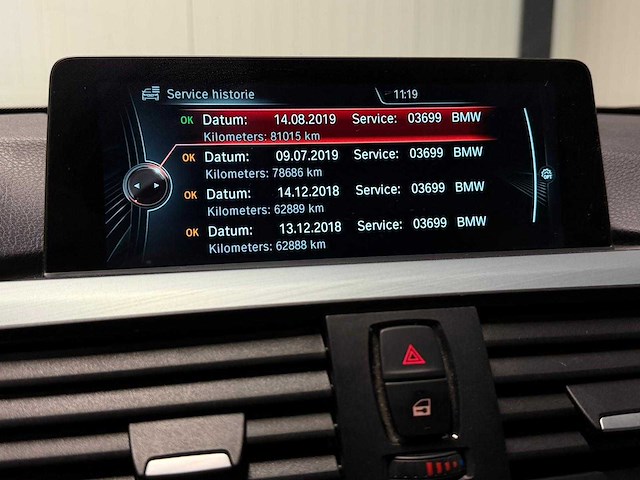 Service historie 11:19
OK Datum: 14.08.2019 Service: 03699 BMW
Kilometers: 81015 km
OK Datum: 09.07.2019 Service: 03699 BMW
Kilometers: 78686 km
OK Datum: 14.12.2018 Service: 03699 BMW
Kilometers: 62889 km
OK Datum: 13.12.2018 Service: 03699 BMW
Kilometers: 62888 km